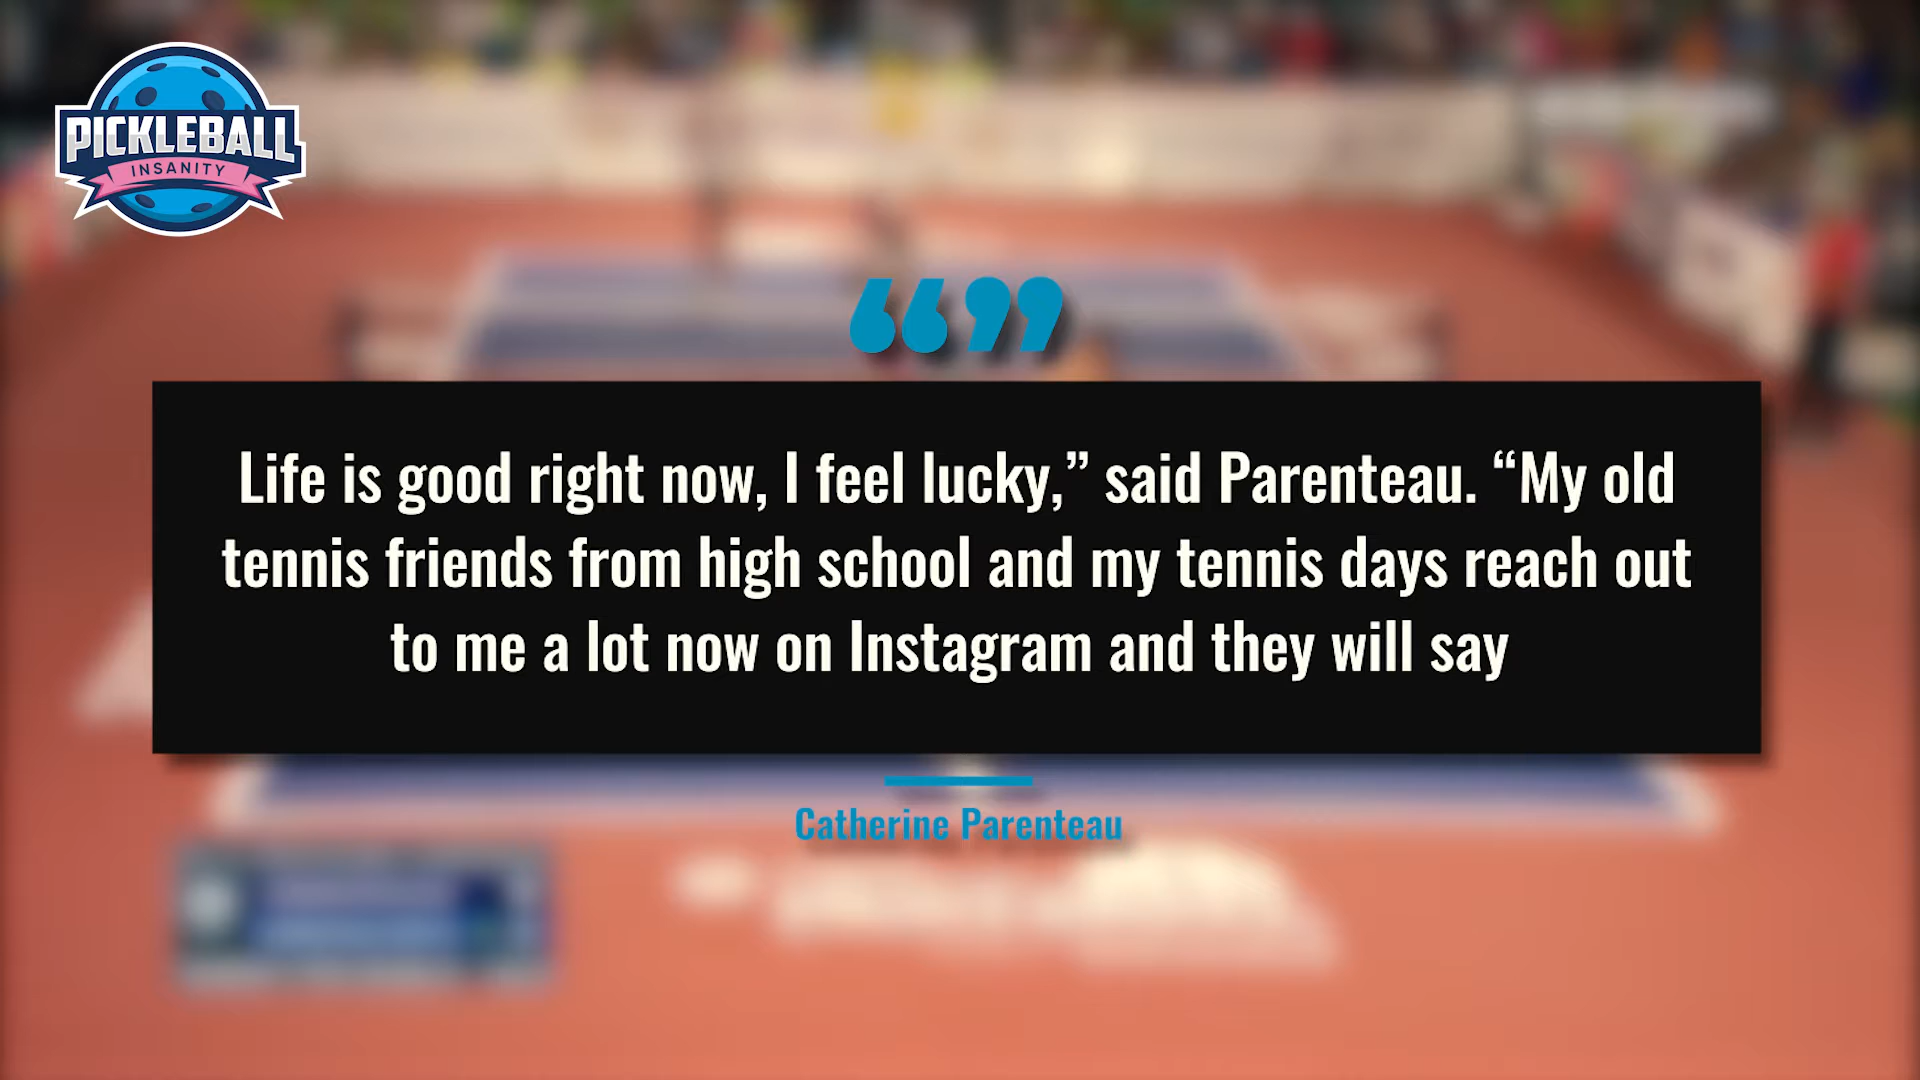 PICKLEBALL
INSANITY
“”
Life is good right now, I feel lucky,” said Parenteau. “My old
tennis friends from high school and my tennis days reach out
to me a lot now on Instagram and they will say
Catherine Parenteau